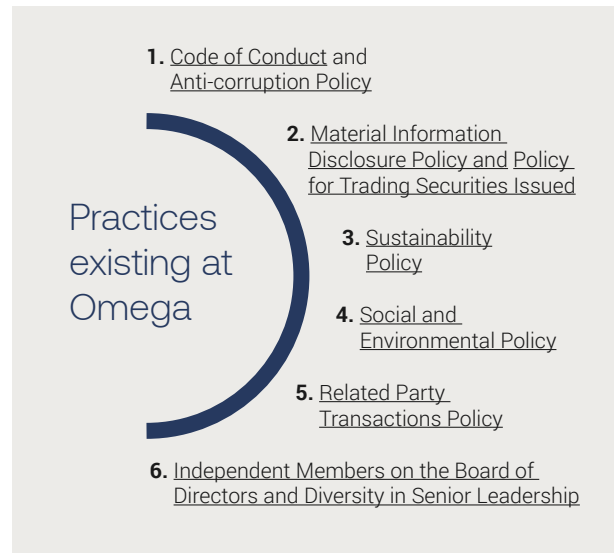 1. Code of Conduct and
Anti-corruption Policy
2. Material Information
Disclosure Policy and Policy
for Trading Securities Issued
Practices
existing at
Omega
3. Sustainability
Policy
4. Social and
Environmental Policy
5. Related Party
Transactions Policy
6. Independent Members on the Board of
Directors and Diversity in Senior Leadership